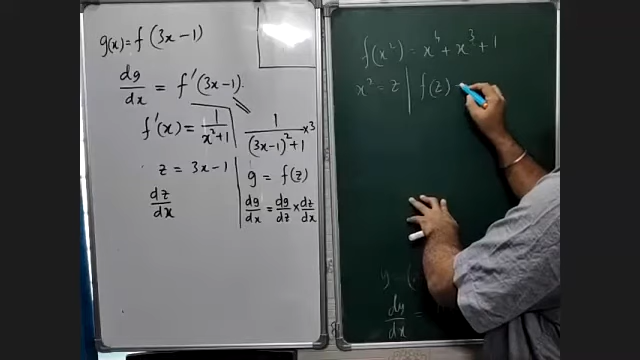 g(x) = f(3x-1)
dg/dx = f'(3x-1).
f'(x) = 1/(x²+1) | 1/((3x-1)²+1) ×3
z = 3x-1 | g = f(z)
dz/dx | dg/dx = dg/dz × dz/dx
f(x²) = x⁴ + x³ + 1
x² = z | f(z)
dy/dx =